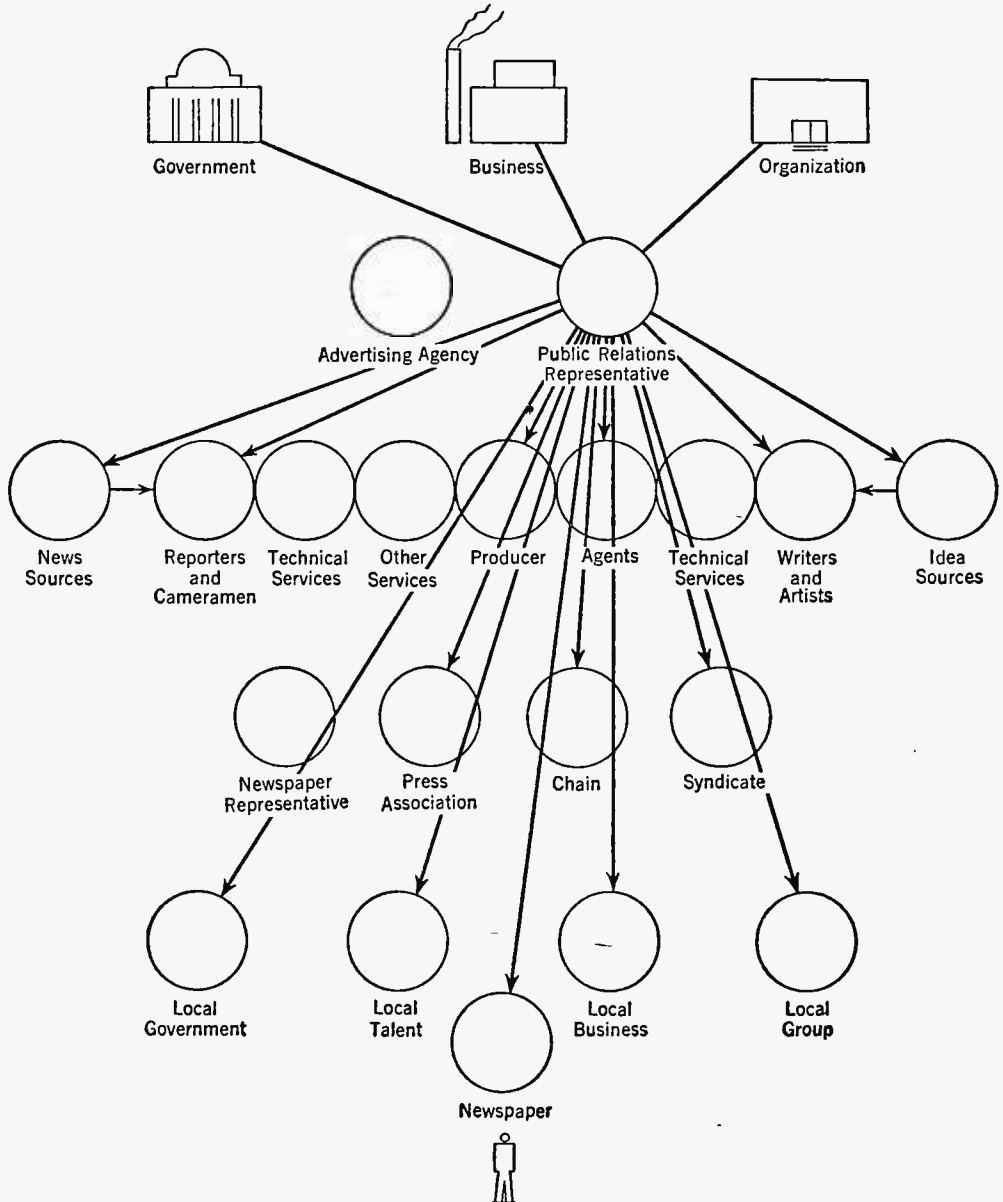 Government
Business
Organization
Advertising Agency
Public Relations
Representative
News
Sources
Reporters
and
Cameramen
Technical
Services
Other
Services
Producer
Agents
Technical
Services
Writers
and
Artists
Idea
Sources
Newspaper
Representative
Press
Association
Chain
Syndicate
Local
Government
Local
Talent
Local
Business
Local
Group
Newspaper